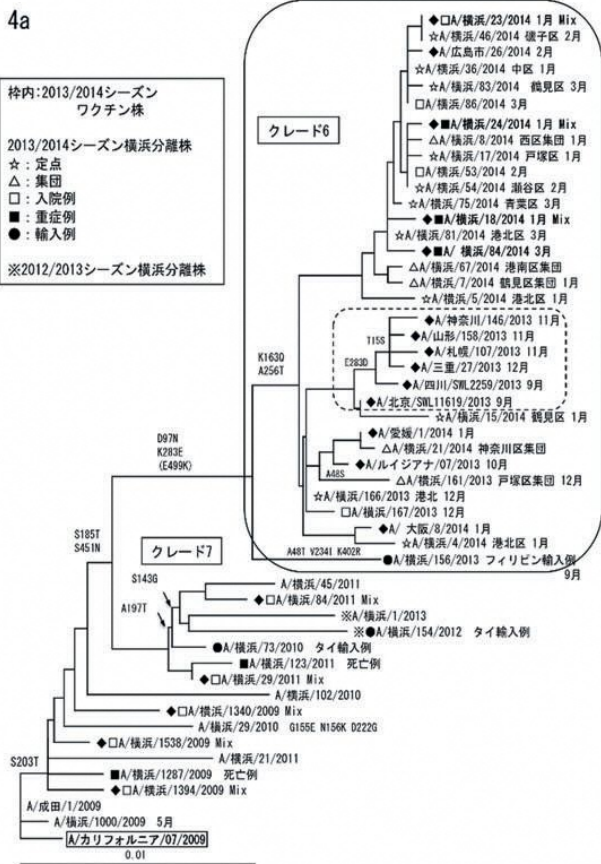 4a
枠内:2013/2014シーズン
ワクチン株
2013/2014シーズン横浜分離株
☆:定点
△:集団
□:入院例
■:重症例
●:輸入例
※2012/2013シーズン横浜分離株
クレード6
◆□A/横浜/23/2014 1月 Mix
☆A/横浜/46/2014 磯子区 2月
◆A/広島市/26/2014 2月
☆A/横浜/36/2014 中区 1月
☆A/横浜/83/2014 鶴見区 3月
□A/横浜/86/2014 3月
◆■A/横浜/24/2014 1月 Mix
△A/横浜/8/2014 西区集団 1月
☆A/横浜/17/2014 戸塚区 1月
□A/横浜/53/2014 2月
☆A/横浜/54/2014 瀬谷区 2月
☆A/横浜/75/2014 青葉区 3月
◆■A/横浜/18/2014 1月 Mix
☆A/横浜/81/2014 港北区 3月
◆■A/ 横浜/84/2014 3月
△A/横浜/67/2014 港南区集団
△A/横浜/7/2014 鶴見区集団 1月
☆A/横浜/5/2014 港北区 1月
◆A/神奈川/146/2013 11月
T15S
◆A/山形/158/2013 11月
◆A/札幌/107/2013 11月
K163Q
A256T
E283D
◆A/三重/27/2013 12月
◆A/四川/SWL2259/2013 9月
◆A/北京/SWL11619/2013 9月
☆A/横浜/15/2014 鶴見区 1月
D97N
K283E
(E499K)
◆A/愛媛/1/2014 1月
△A/横浜/21/2014 神奈川区集団
◆A/ルイジアナ/07/2013 10月
A48S
△A/横浜/161/2013 戸塚区集団 12月
☆A/横浜/166/2013 港北 12月
□A/横浜/167/2013 12月
◆A/ 大阪/8/2014 1月
☆A/横浜/4/2014 港北区 1月
A48T V234I K402R
●A/横浜/156/2013 フィリピン輸入例
9月
S185T
S451N
クレード7
S143G
A197T
A/横浜/45/2011
◆□A/横浜/84/2011 Mix
※A/横浜/1/2013
※●A/横浜/154/2012 タイ輸入例
●A/横浜/73/2010 タイ輸入例
■A/横浜/123/2011 死亡例
◆□A/横浜/29/2011 Mix
A/横浜/102/2010
◆□A/横浜/1340/2009 Mix
A/横浜/29/2010 G155E N156K D222G
◆□A/横浜/1538/2009 Mix
S203T
A/横浜/21/2011
■A/横浜/1287/2009 死亡例
◆□A/横浜/1394/2009 Mix
A/成田/1/2009
A/横浜/1000/2009 5月
A/カリフォルニア/07/2009
0.01